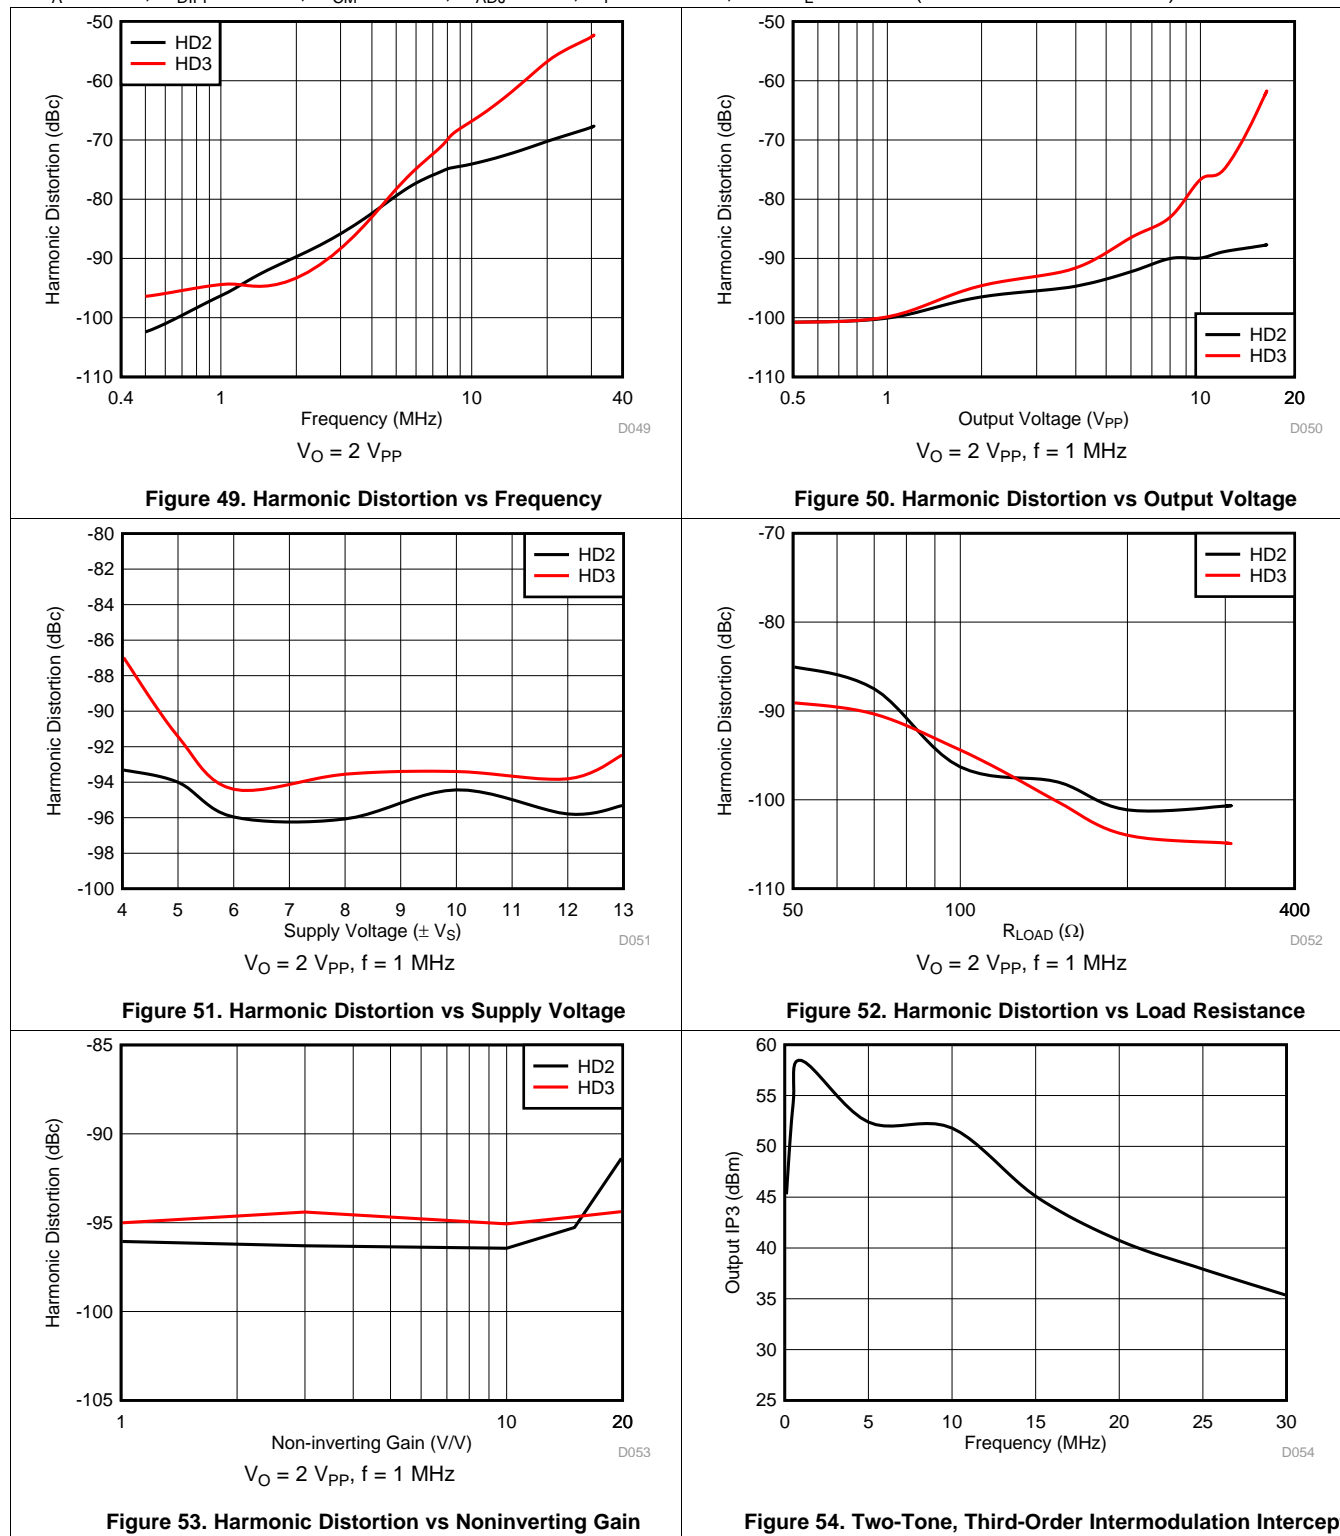 -50
-60
-70
-80
-90
-100
-110
Harmonic Distortion (dBc)
HD2
HD3
0.4 1 10 40
Frequency (MHz)
D049
VO = 2 VPP
Figure 49. Harmonic Distortion vs Frequency
-50
-60
-70
-80
-90
-100
-110
Harmonic Distortion (dBc)
HD2
HD3
0.5 1 10 20
Output Voltage (VPP)
D050
VO = 2 VPP, f = 1 MHz
Figure 50. Harmonic Distortion vs Output Voltage
-80
-82
-84
-86
-88
-90
-92
-94
-96
-98
-100
Harmonic Distortion (dBc)
HD2
HD3
4 5 6 7 8 9 10 11 12 13
Supply Voltage (± VS)
D051
VO = 2 VPP, f = 1 MHz
Figure 51. Harmonic Distortion vs Supply Voltage
-70
-80
-90
-100
-110
Harmonic Distortion (dBc)
HD2
HD3
50 100 400
RLOAD (Ω)
D052
VO = 2 VPP, f = 1 MHz
Figure 52. Harmonic Distortion vs Load Resistance
-85
-90
-95
-100
-105
Harmonic Distortion (dBc)
HD2
HD3
1 10 20
Non-inverting Gain (V/V)
D053
VO = 2 VPP, f = 1 MHz
Figure 53. Harmonic Distortion vs Noninverting Gain
60
55
50
45
40
35
30
25
Output IP3 (dBm)
0 5 10 15 20 25 30
Frequency (MHz)
D054
Figure 54. Two-Tone, Third-Order Intermodulation Intercep